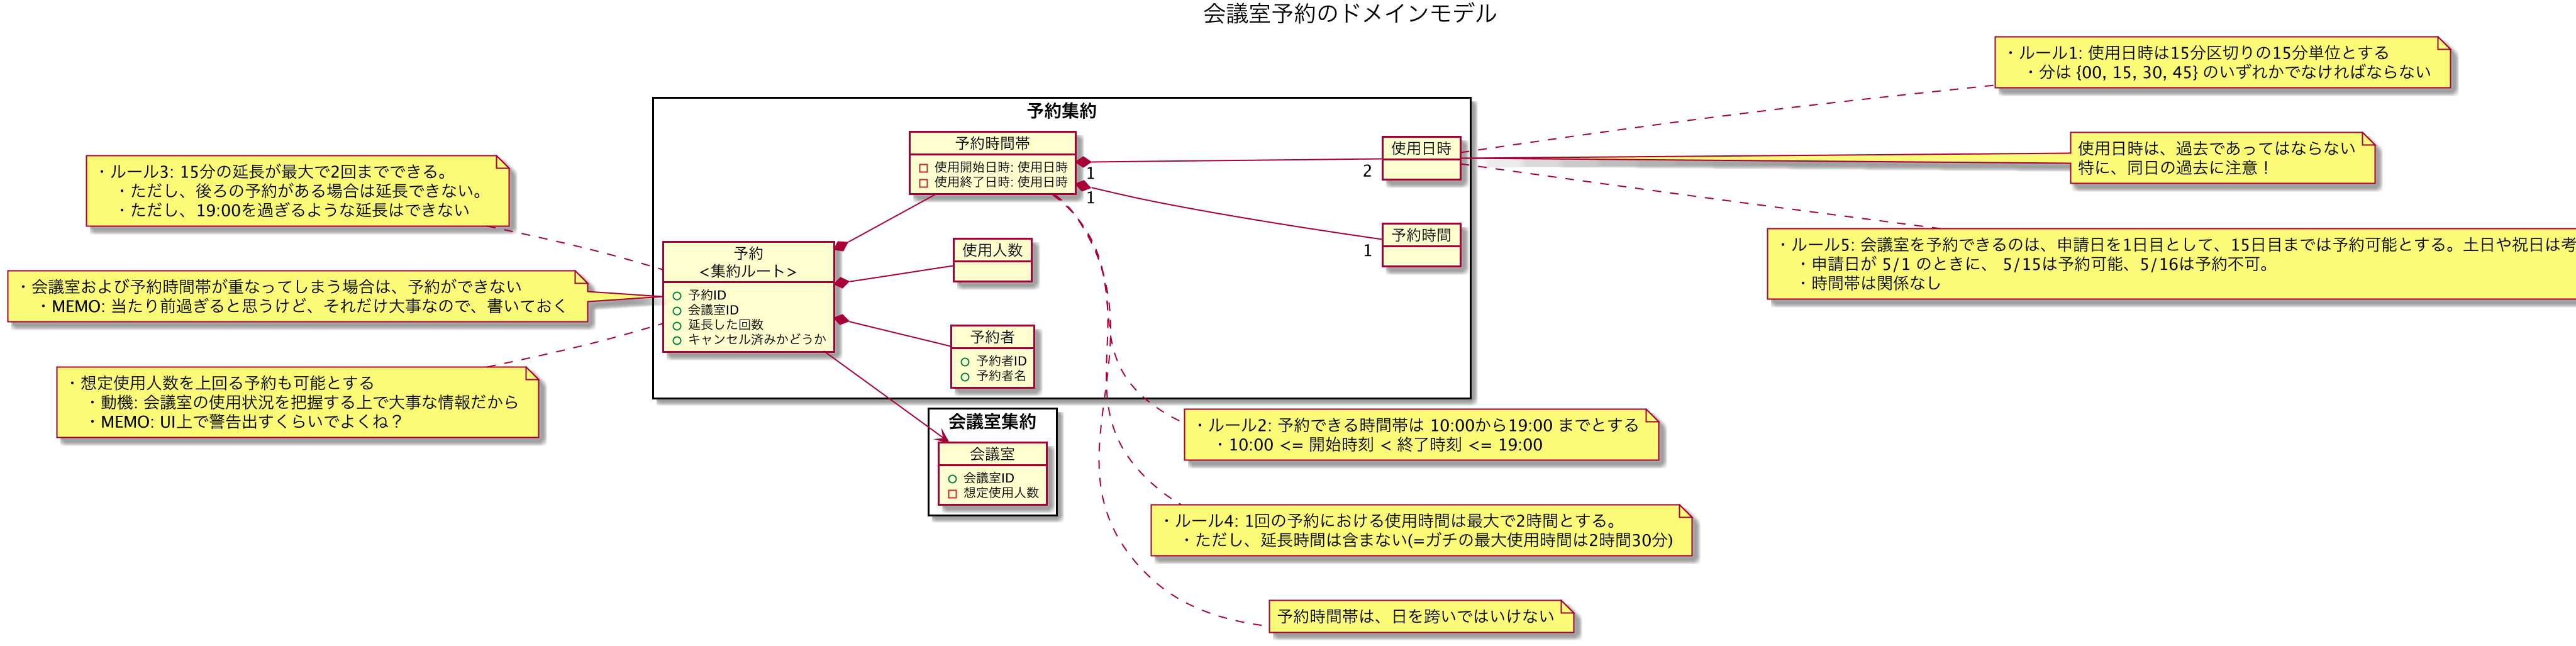 会議室予約のドメインモデル
・ルール1: 使用日時は15分区切りの15分単位とする
・分は {00, 15, 30, 45} のいずれかでなければならない
予約集約
予約時間帯
使用開始日時: 使用日時
使用終了日時: 使用日時
1
1
使用日時
2
使用日時は、過去であってはならない
特に、同日の過去に注意！
・ルール3: 15分の延長が最大で2回までできる。
・ただし、後ろの予約がある場合は延長できない。
・ただし、19:00を過ぎるような延長はできない
予約時間
1
・ルール5: 会議室を予約できるのは、申請日を1日目として、15日目までは予約可能とする。土日や祝日は考
・申請日が 5/1 のときに、 5/15は予約可能、5/16は予約不可。
・時間帯は関係なし
予約
<集約ルート>
予約ID
会議室ID
延長した回数
キャンセル済みかどうか
使用人数
・会議室および予約時間帯が重なってしまう場合は、予約ができない
・MEMO: 当たり前過ぎると思うけど、それだけ大事なので、書いておく
予約者
予約者ID
予約者名
・想定使用人数を上回る予約も可能とする
・動機: 会議室の使用状況を把握する上で大事な情報だから
・MEMO: UI上で警告出すくらいでよくね？
会議室集約
会議室
会議室ID
想定使用人数
・ルール2: 予約できる時間帯は 10:00から19:00 までとする
・10:00 <= 開始時刻 < 終了時刻 <= 19:00
・ルール4: 1回の予約における使用時間は最大で2時間とする。
・ただし、延長時間は含まない(=ガチの最大使用時間は2時間30分)
予約時間帯は、日を跨いではいけない